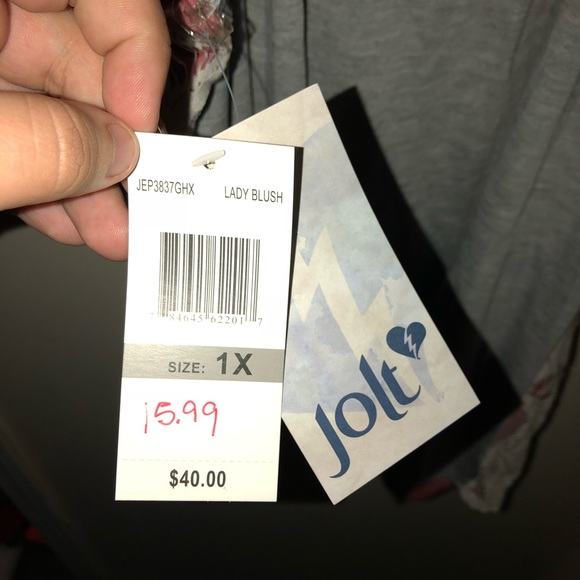 JEP3837GHX LADY BLUSH
7 84645 62201 7
SIZE: 1X
15.99
$40.00
Jolt